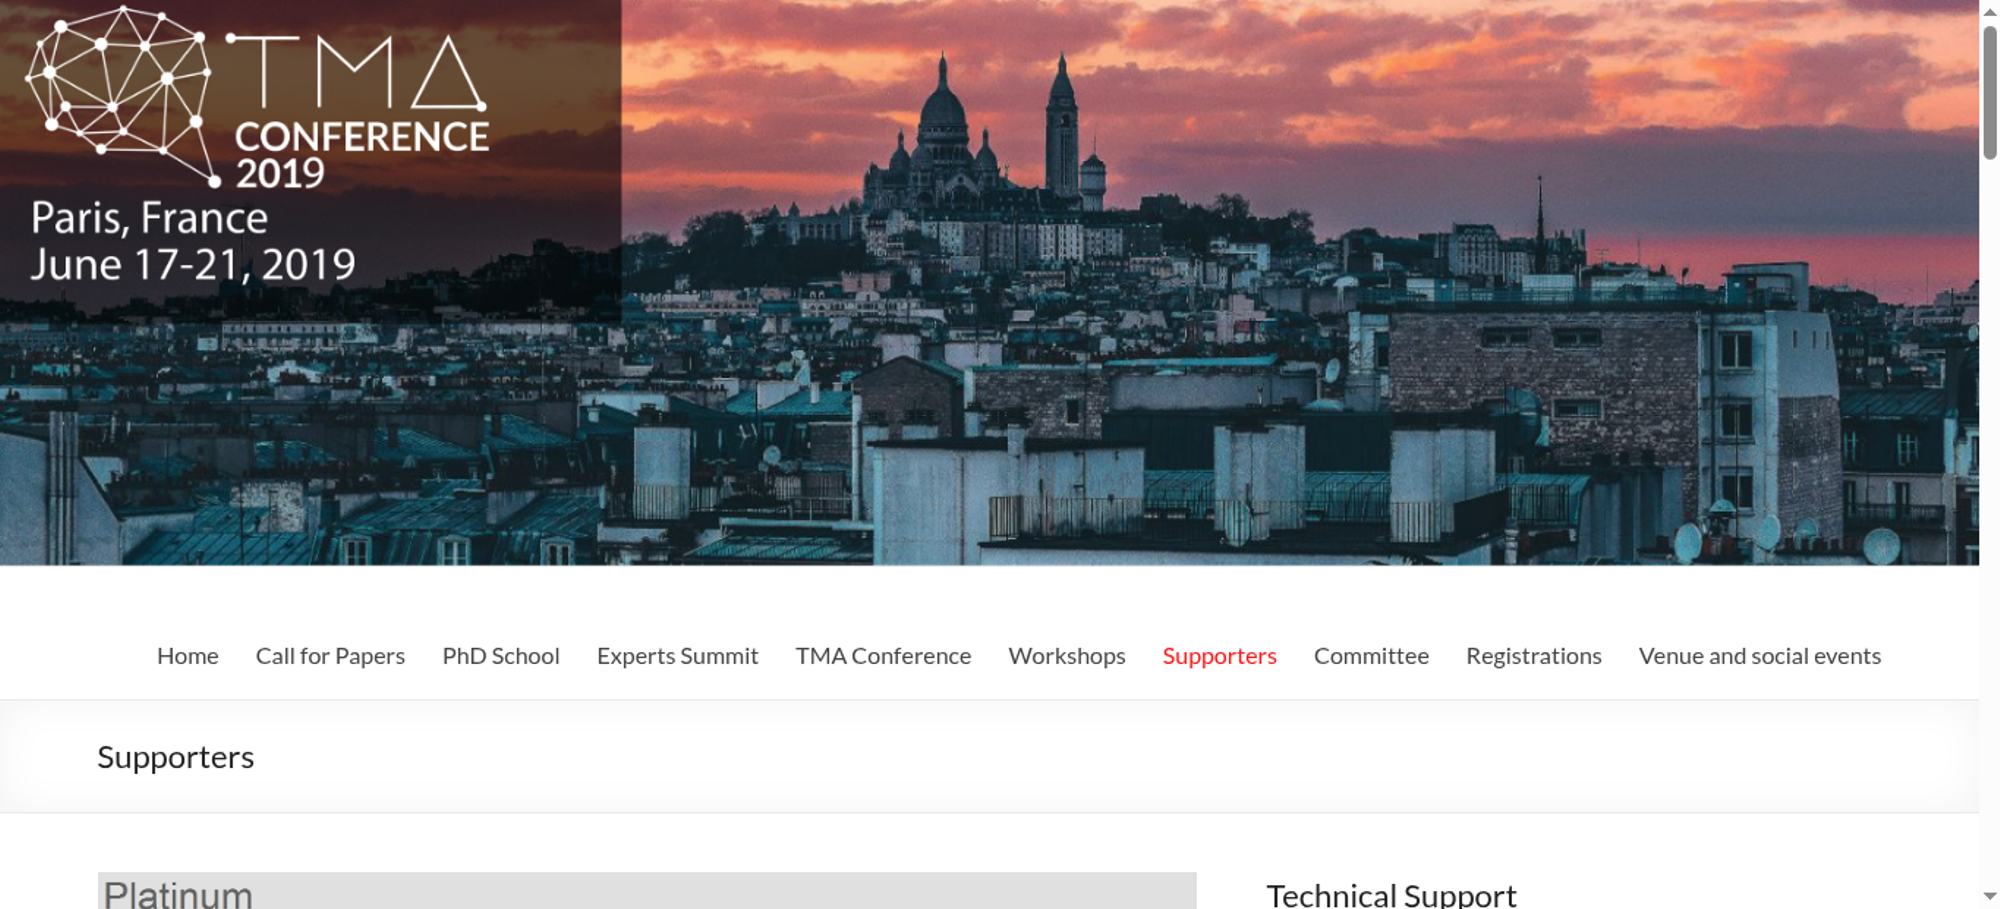 TMA
CONFERENCE
2019
Paris, France
June 17-21, 2019
Home Call for Papers PhD School Experts Summit TMA Conference Workshops Supporters Committee Registrations Venue and social events
Supporters
Platinum
Technical Support